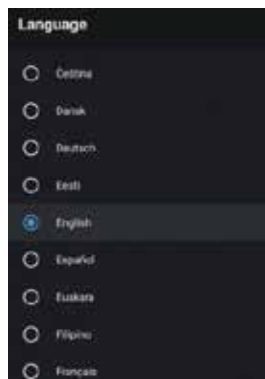 Language
Čeština
Dansk
Deutsch
Eesti
English
Español
Euskara
Filipino
Français